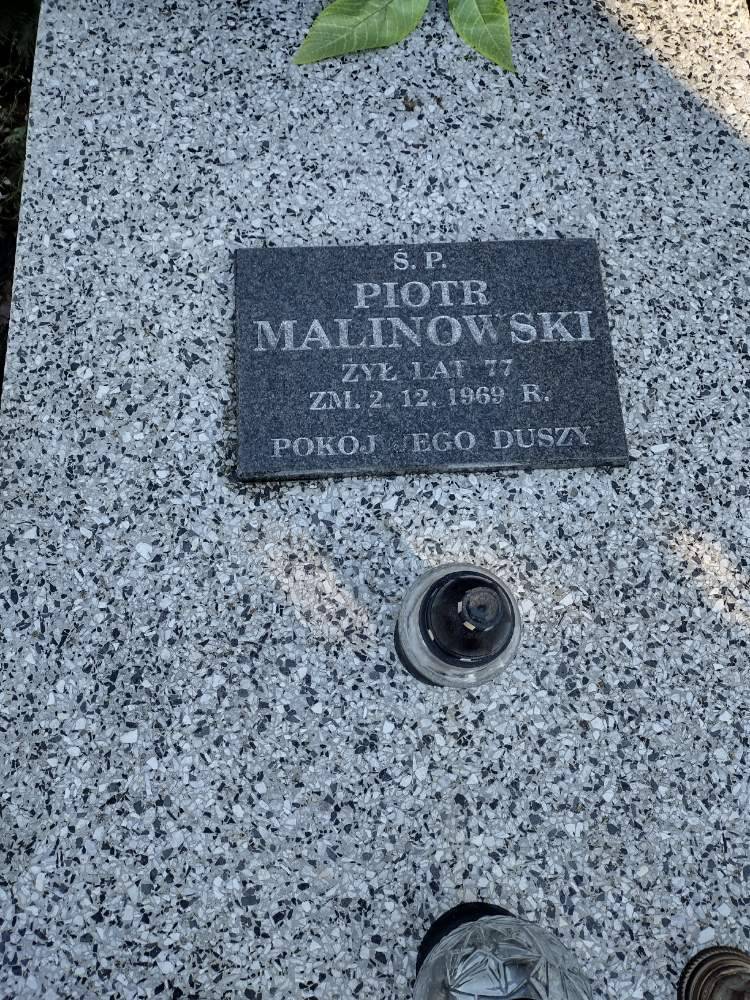 Ś. P.
PIOTR
MALINOWSKI
ŻYŁ LAT 77
ZM. 2.12.1969 R.
POKÓJ JEGO DUSZY